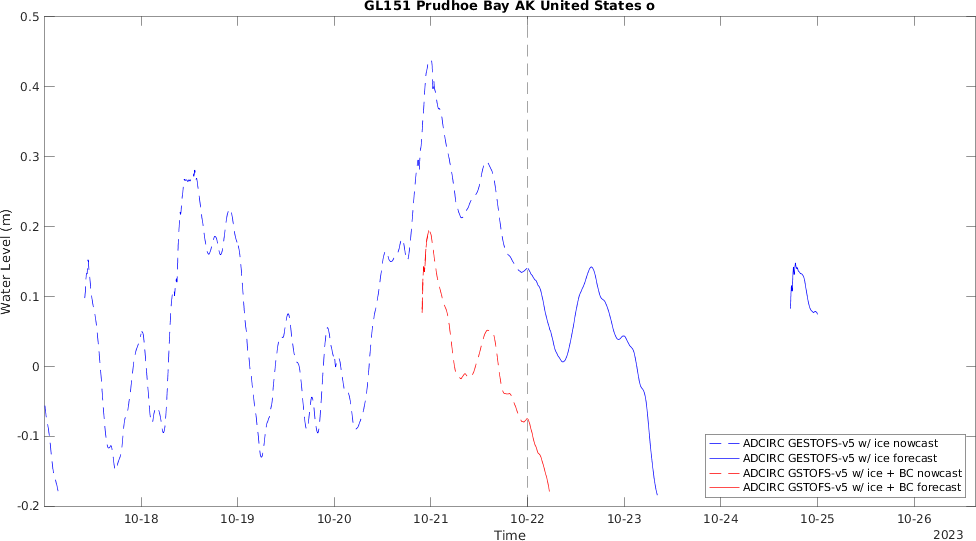 GL151 Prudhoe Bay AK United States o
0.5
0.4
0.3
0.2
0.1
0
-0.1
-0.2
Water Level (m)
10-18 10-19 10-20 10-21 10-22 10-23 10-24 10-25 10-26
Time
2023
ADCIRC GESTOFS-v5 w/ ice nowcast
ADCIRC GESTOFS-v5 w/ ice forecast
ADCIRC GSTOFS-v5 w/ ice + BC nowcast
ADCIRC GSTOFS-v5 w/ ice + BC forecast